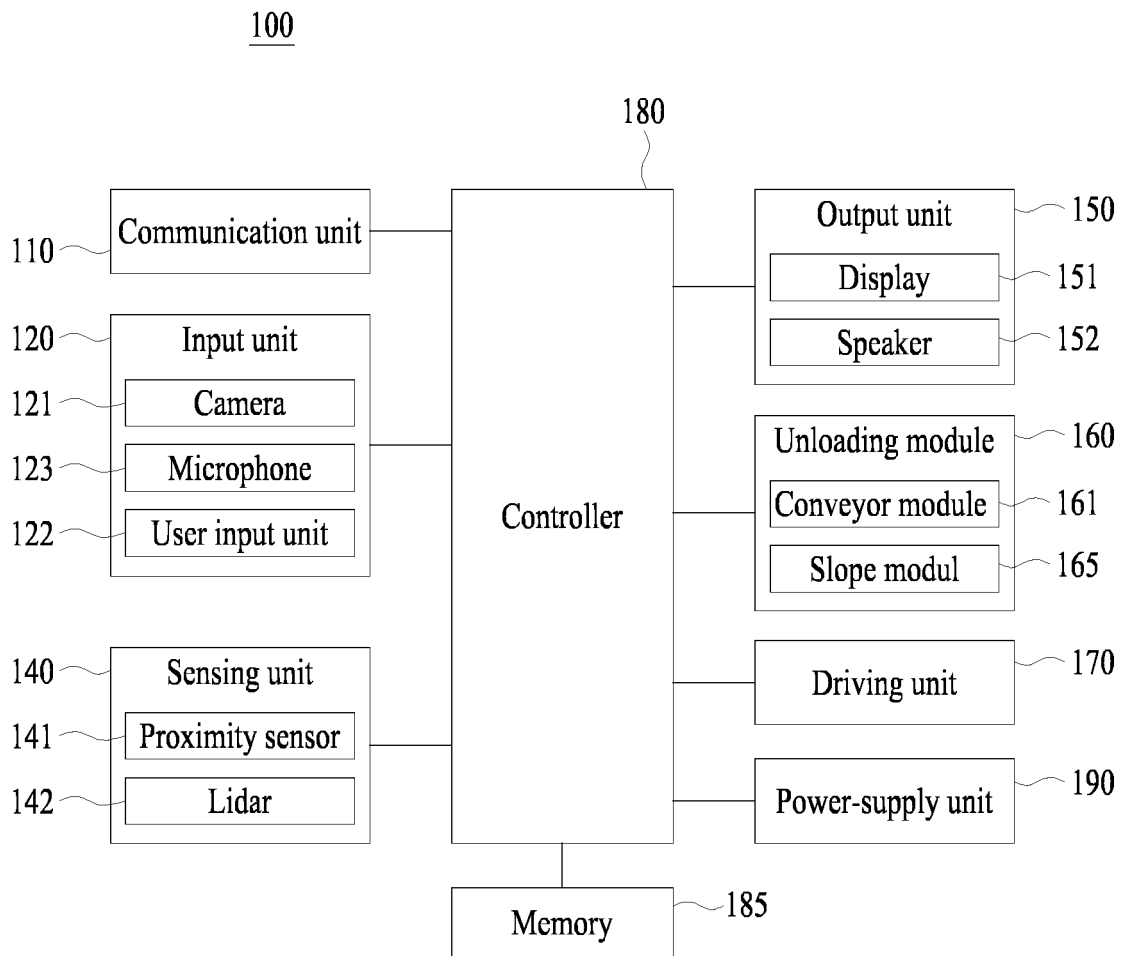 100
180
Communication unit
110
120
Input unit
121
Camera
123
Microphone
122
User input unit
140
Sensing unit
141
Proximity sensor
142
Lidar
Controller
Memory
185
Output unit
150
Display
151
Speaker
152
Unloading module
160
Conveyor module
161
Slope modul
165
Driving unit
170
Power-supply unit
190